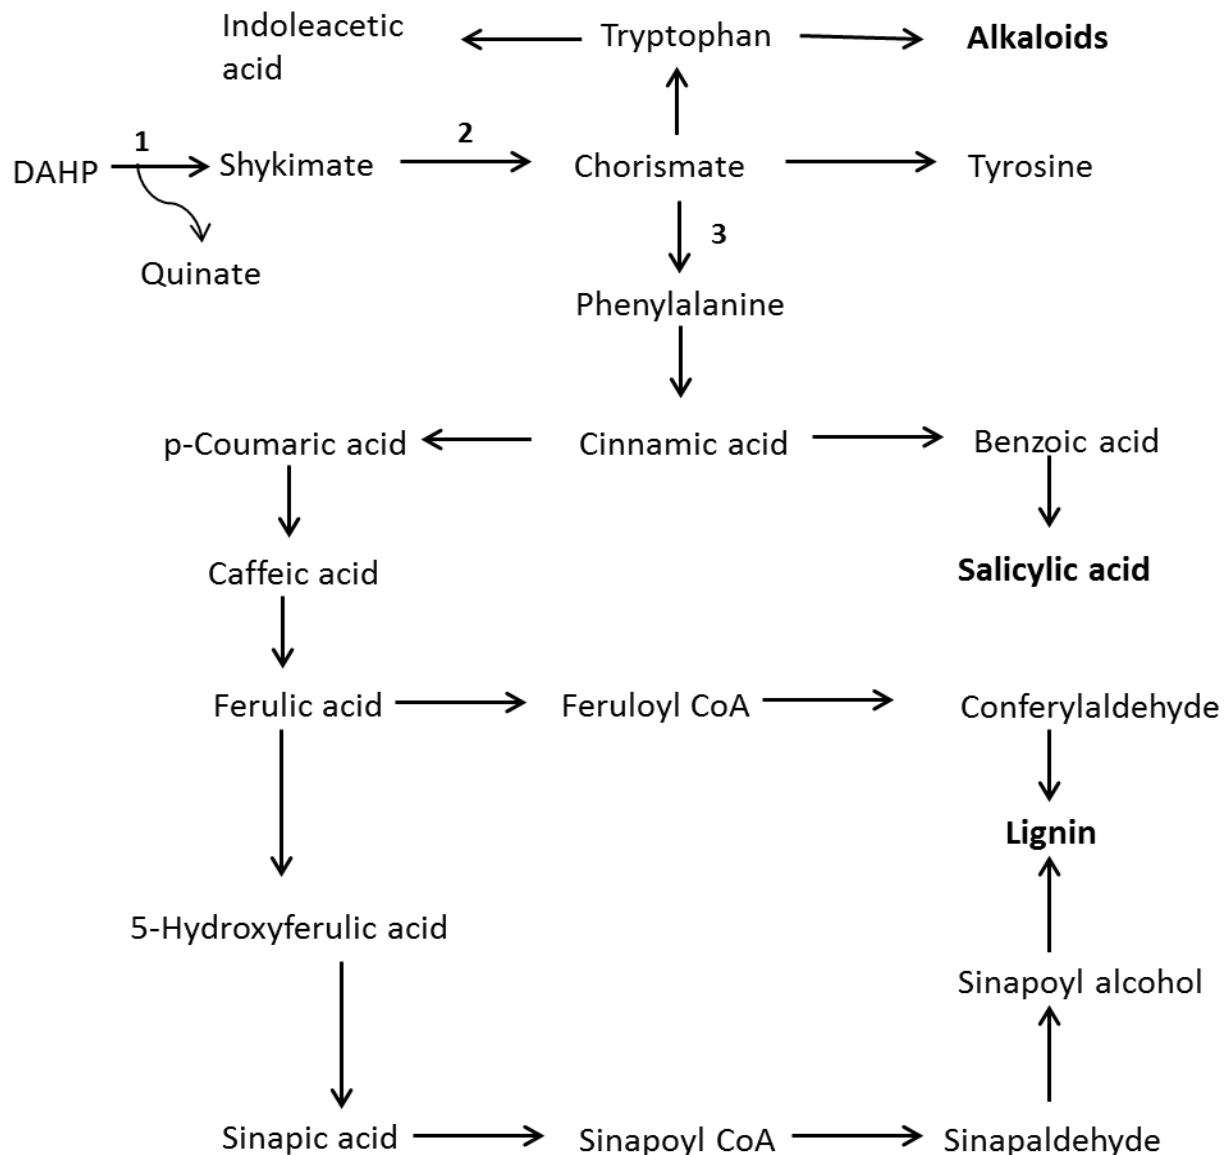 Indoleacetic
acid
Tryptophan
Alkaloids
1
2
DAHP
Shykimate
Chorismate
Tyrosine
3
Quinate
Phenylalanine
p-Coumaric acid
Cinnamic acid
Benzoic acid
Caffeic acid
Salicylic acid
Ferulic acid
Feruloyl CoA
Conferylaldehyde
Lignin
5-Hydroxyferulic acid
Sinapoyl alcohol
Sinapic acid
Sinapoyl CoA
Sinapaldehyde